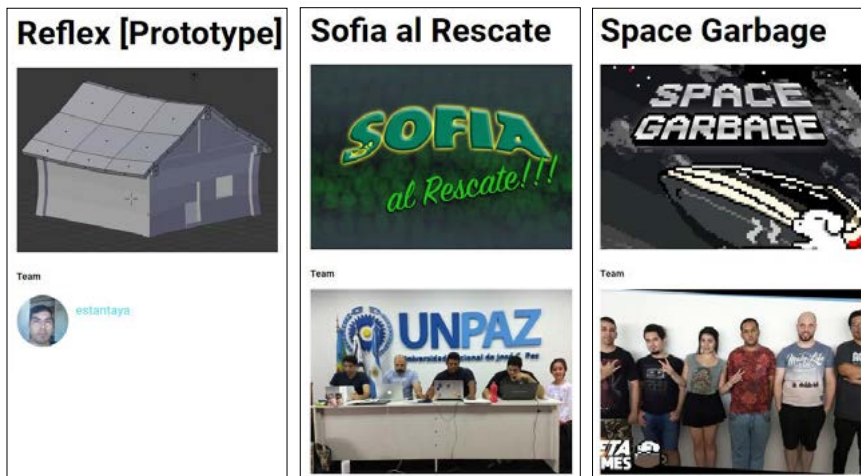 Reflex [Prototype]
Team
estantaya
Sofia al Rescate
SOFIA
al Rescate!!!
Team
UNPAZ
Universidad Nacional de José C. Paz
Space Garbage
SPACE
GARBAGE
Team